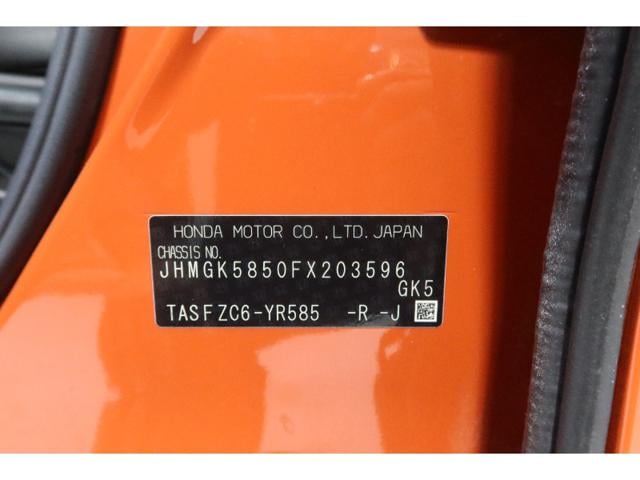 HONDA MOTOR CO.,LTD. JAPAN
CHASSIS NO.
JHMGK5850FX203596
GK5
TASFZC6-YR585 -R -J